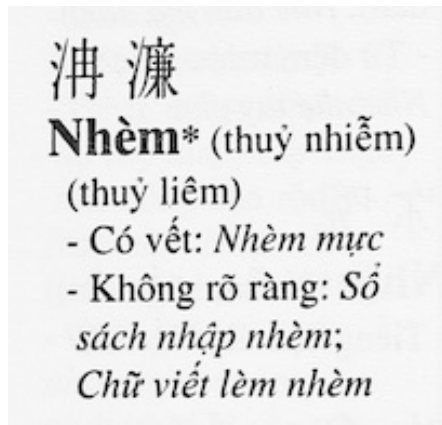 洅 濂
Nhèm* (thuỷ nhiễm)
(thuỷ liêm)
- Có vết: Nhèm mực
- Không rõ ràng: Sổ
sách nhập nhèm;
Chữ viết lèm nhèm